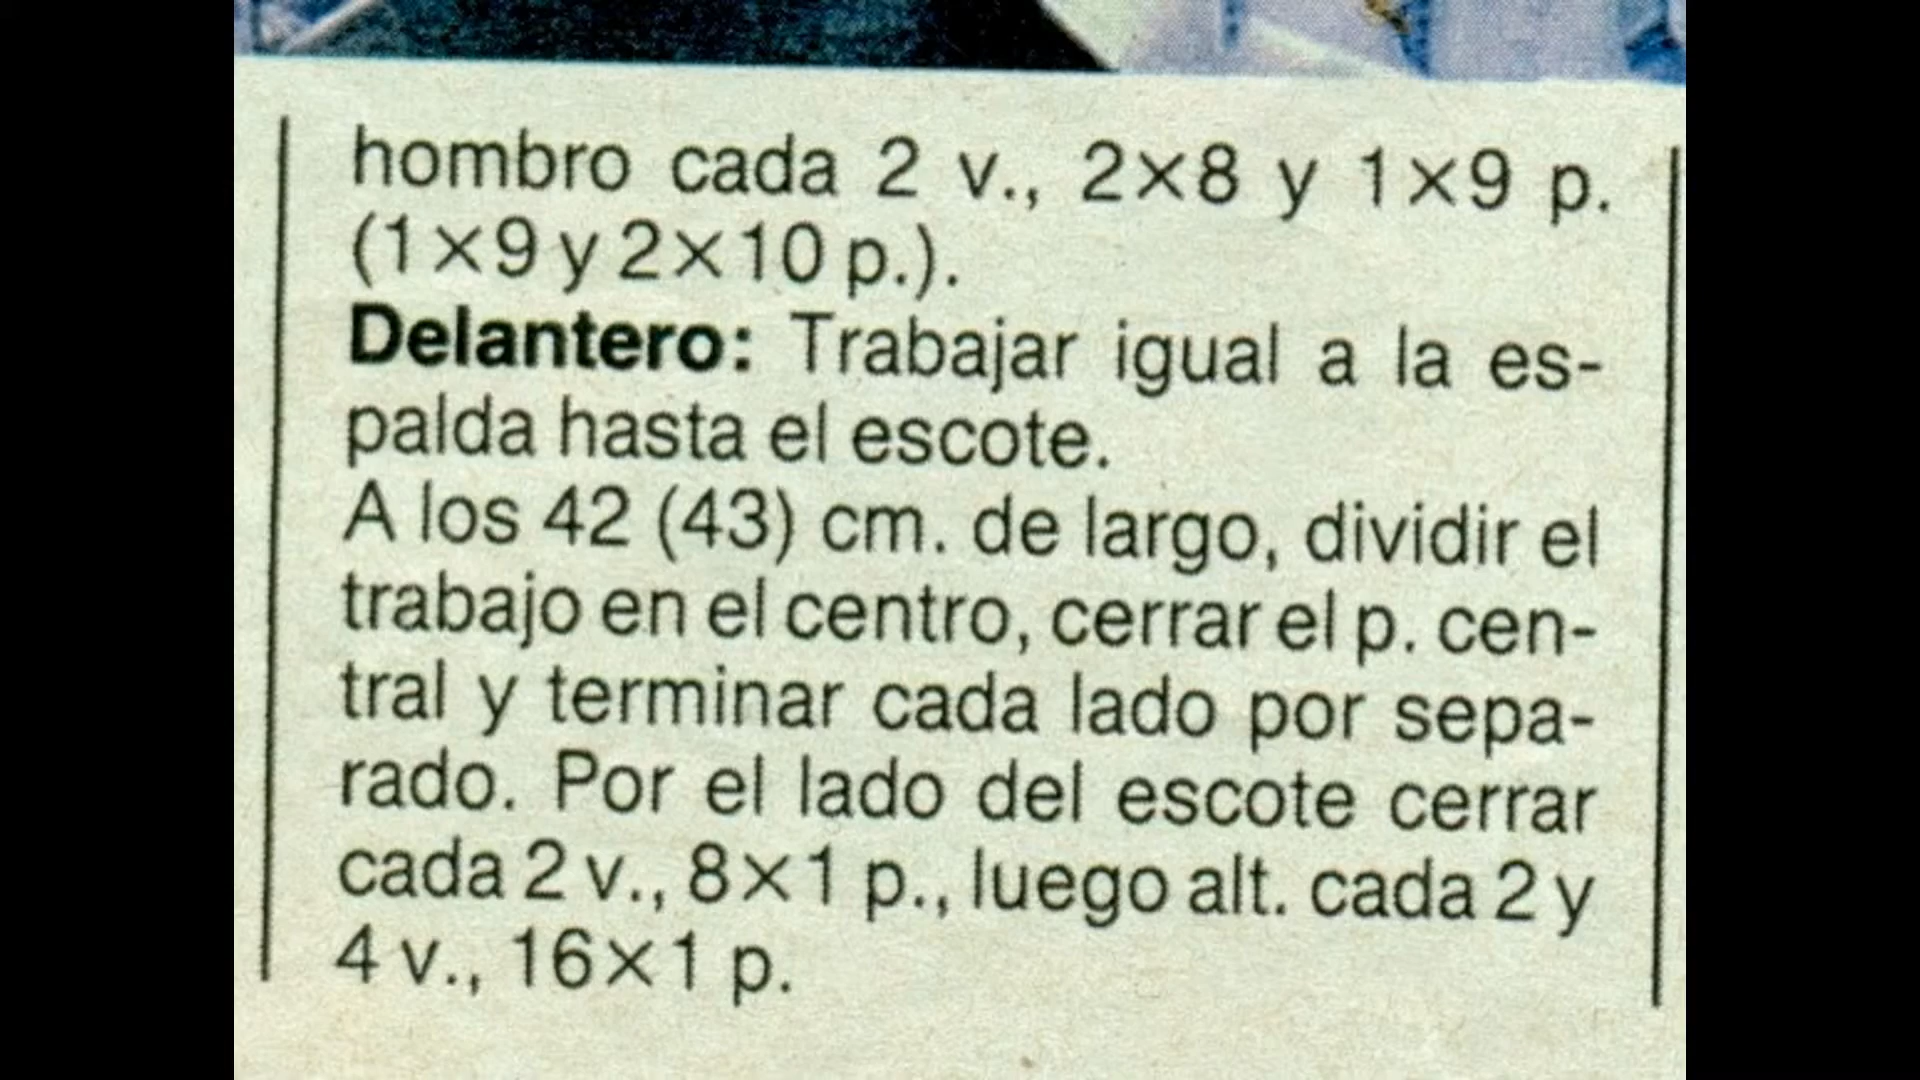 hombro cada 2 v., 2×8 y 1×9 p.
(1×9 y 2×10 p.).
Delantero: Trabajar igual a la es-
palda hasta el escote.
A los 42 (43) cm. de largo, dividir el
trabajo en el centro, cerrar el p. cen-
tral y terminar cada lado por sepa-
rado. Por el lado del escote cerrar
cada 2 v., 8×1 p., luego alt. cada 2 y
4 v., 16×1 p.